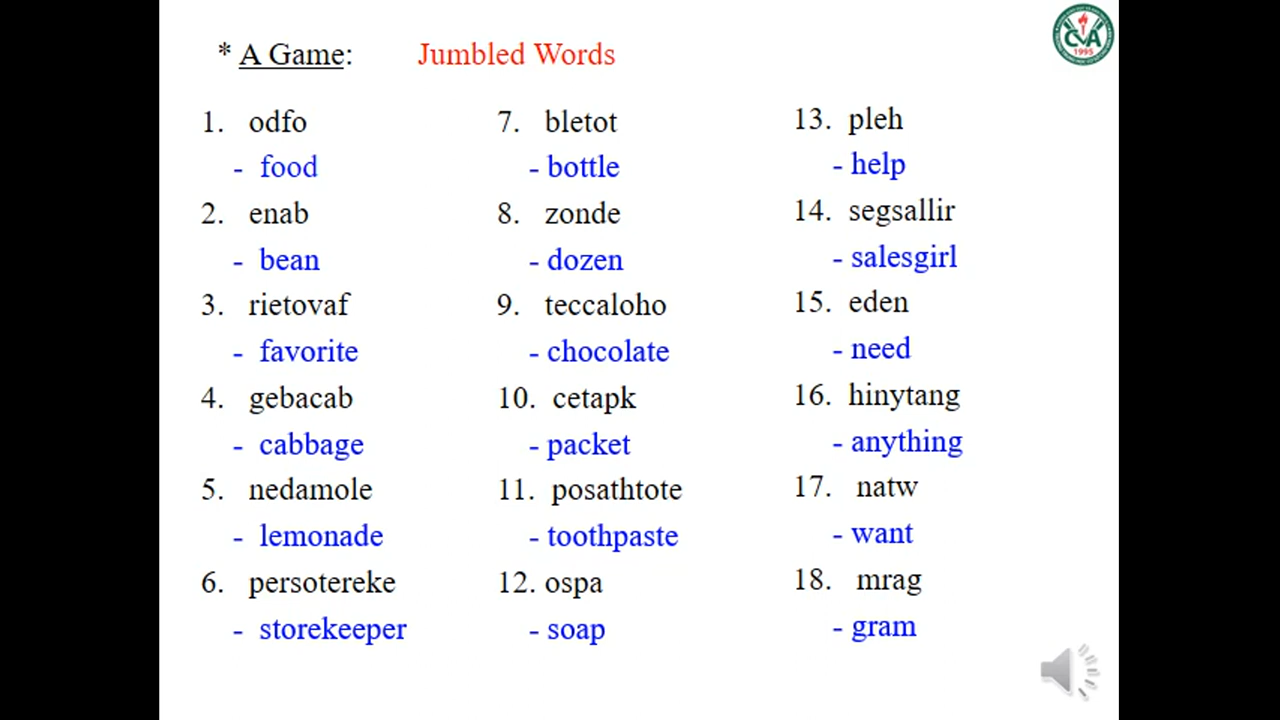 * A Game: Jumbled Words
1. odfo
- food
2. enab
- bean
3. rietovaf
- favorite
4. gebacab
- cabbage
5. nedamole
- lemonade
6. persotereke
- storekeeper
7. bletot
- bottle
8. zonde
- dozen
9. teccaloho
- chocolate
10. cetapk
- packet
11. posathtote
- toothpaste
12. ospa
- soap
13. pleh
- help
14. segsallir
- salesgirl
15. eden
- need
16. hinytang
- anything
17. natw
- want
18. mrag
- gram
CVA
1995